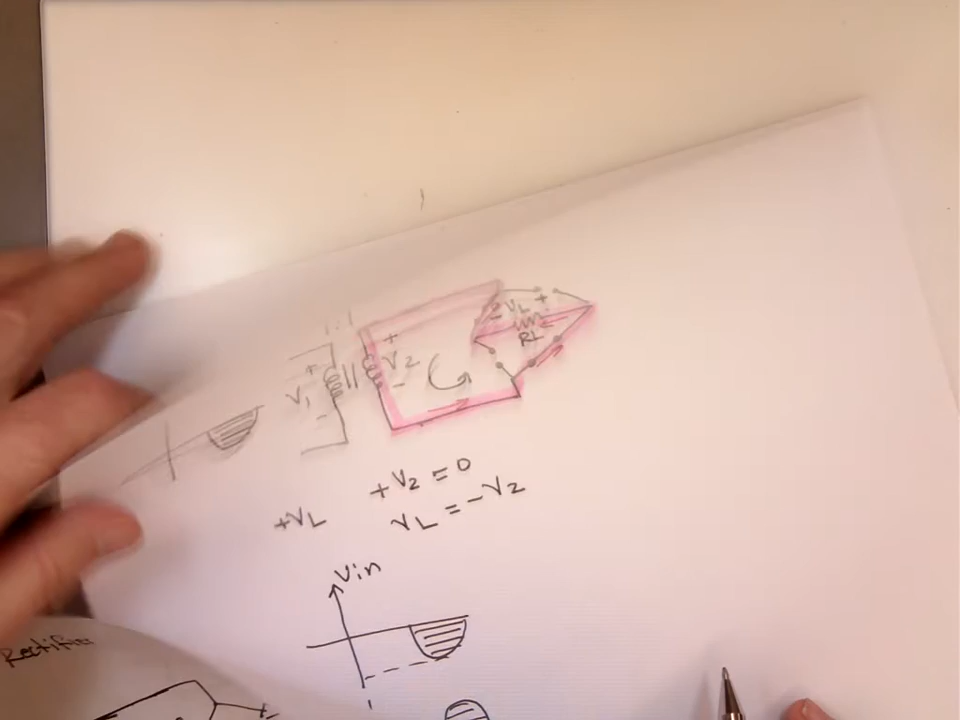 1:1
+ V1 -
+ V2 -
- VL +
RL
+VL +V2 = 0
VL = -V2
Vin
Rectifier